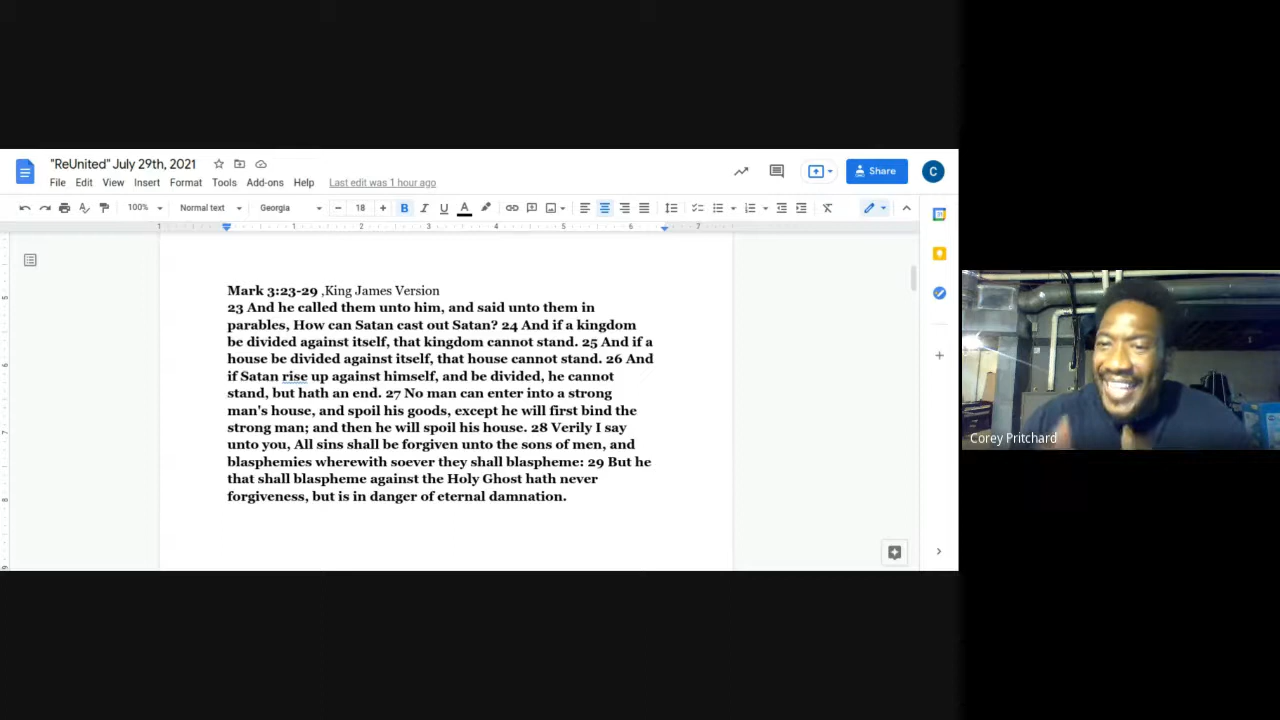 "ReUnited" July 29th, 2021
File Edit View Insert Format Tools Add-ons Help Last edit was 1 hour ago
Share
C
100% Normal text Georgia − 18 + B I U A
1 1 2 3 4 5 6 7
Mark 3:23-29 ,King James Version
23 And he called them unto him, and said unto them in
parables, How can Satan cast out Satan? 24 And if a kingdom
be divided against itself, that kingdom cannot stand. 25 And if a
house be divided against itself, that house cannot stand. 26 And
if Satan rise up against himself, and be divided, he cannot
stand, but hath an end. 27 No man can enter into a strong
man's house, and spoil his goods, except he will first bind the
strong man; and then he will spoil his house. 28 Verily I say
unto you, All sins shall be forgiven unto the sons of men, and
blasphemies wherewith soever they shall blaspheme: 29 But he
that shall blaspheme against the Holy Ghost hath never
forgiveness, but is in danger of eternal damnation.
Corey Pritchard